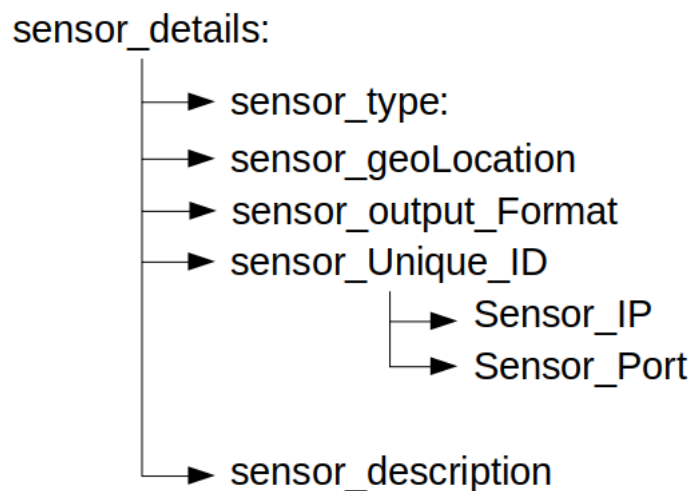 sensor_details:
sensor_type:
sensor_geoLocation
sensor_output_Format
sensor_Unique_ID
Sensor_IP
Sensor_Port
sensor_description